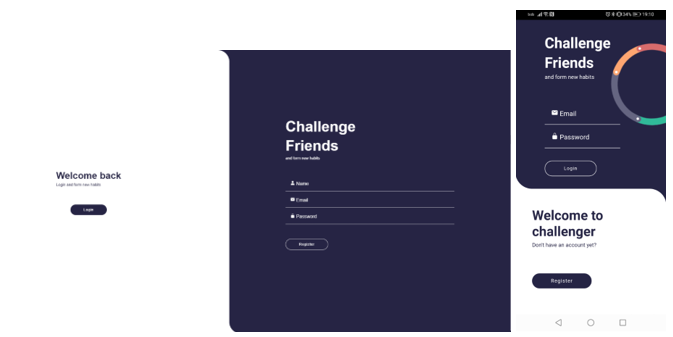 Welcome back
Login and form new habits
Login
Challenge
Friends
and form new habits
Name
Email
Password
Register
34% 19:10
Challenge
Friends
and form new habits
Email
Password
Login
Welcome to
challenger
Don't have an account yet?
Register